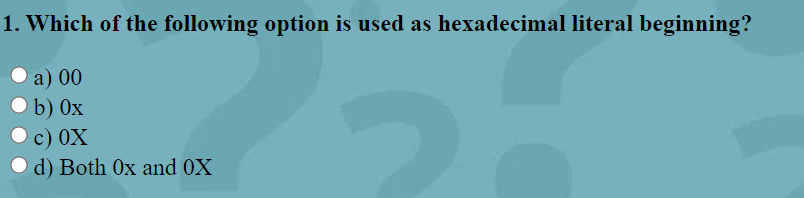 1. Which of the following option is used as hexadecimal literal beginning?
a) 00
b) 0x
c) 0X
d) Both 0x and 0X